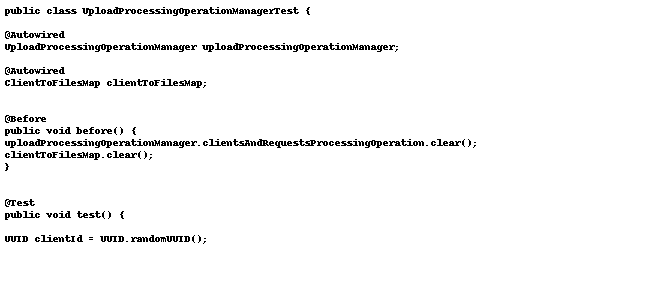 public class UploadProcessingOperationManagerTest {
@Autowired
UploadProcessingOperationManager uploadProcessingOperationManager;
@Autowired
ClientToFilesMap clientToFilesMap;
@Before
public void before() {
uploadProcessingOperationManager.clientsAndRequestsProcessingOperation.clear();
clientToFilesMap.clear();
}
@Test
public void test() {
UUID clientId = UUID.randomUUID();